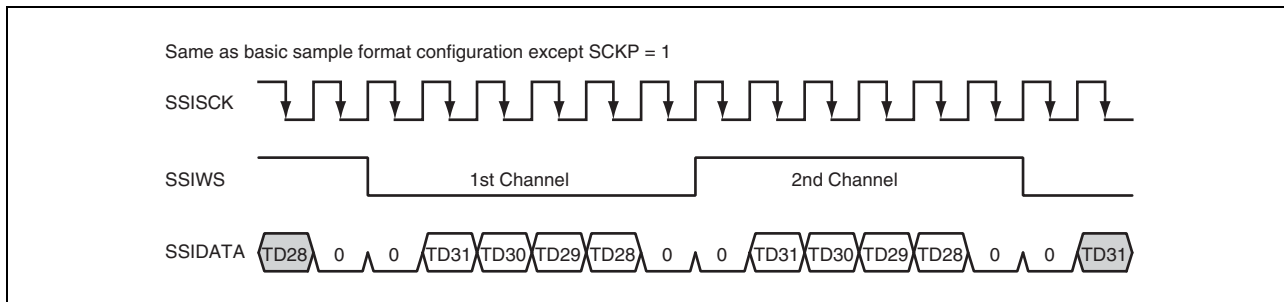 Same as basic sample format configuration except SCKP = 1
SSISCK
SSIWS 1st Channel 2nd Channel
SSIDATA TD28 0 0 TD31 TD30 TD29 TD28 0 0 TD31 TD30 TD29 TD28 0 0 TD31